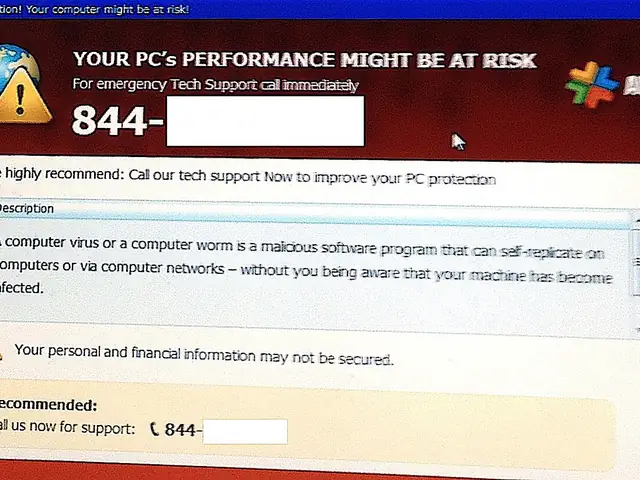 tion! Your computer might be at risk!
YOUR PC's PERFORMANCE MIGHT BE AT RISK
For emergency Tech Support call immediately
844-
e highly recommend: Call our tech support Now to improve your PC protection
Description
A computer virus or a computer worm is a malicious software program that can self-replicate on
omputers or via computer networks – without you being aware that your machine has become
nfected.
Your personal and financial information may not be secured.
ecommended:
all us now for support: 844-